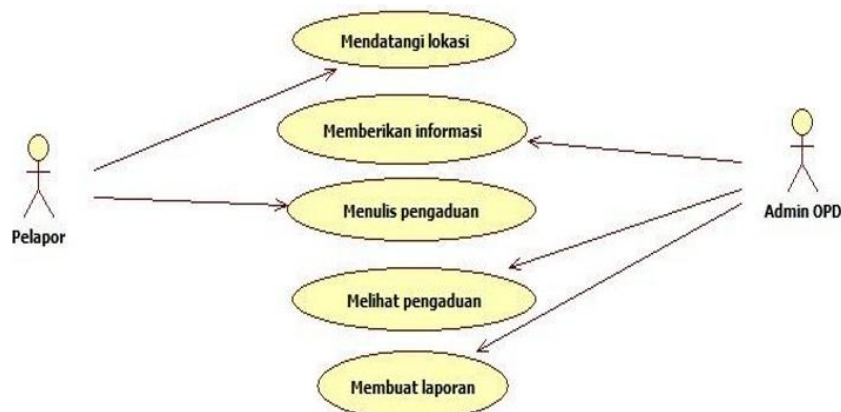 Mendatangi lokasi
Memberikan informasi
Menulis pengaduan
Pelapor
Admin OPD
Melihat pengaduan
Membuat laporan